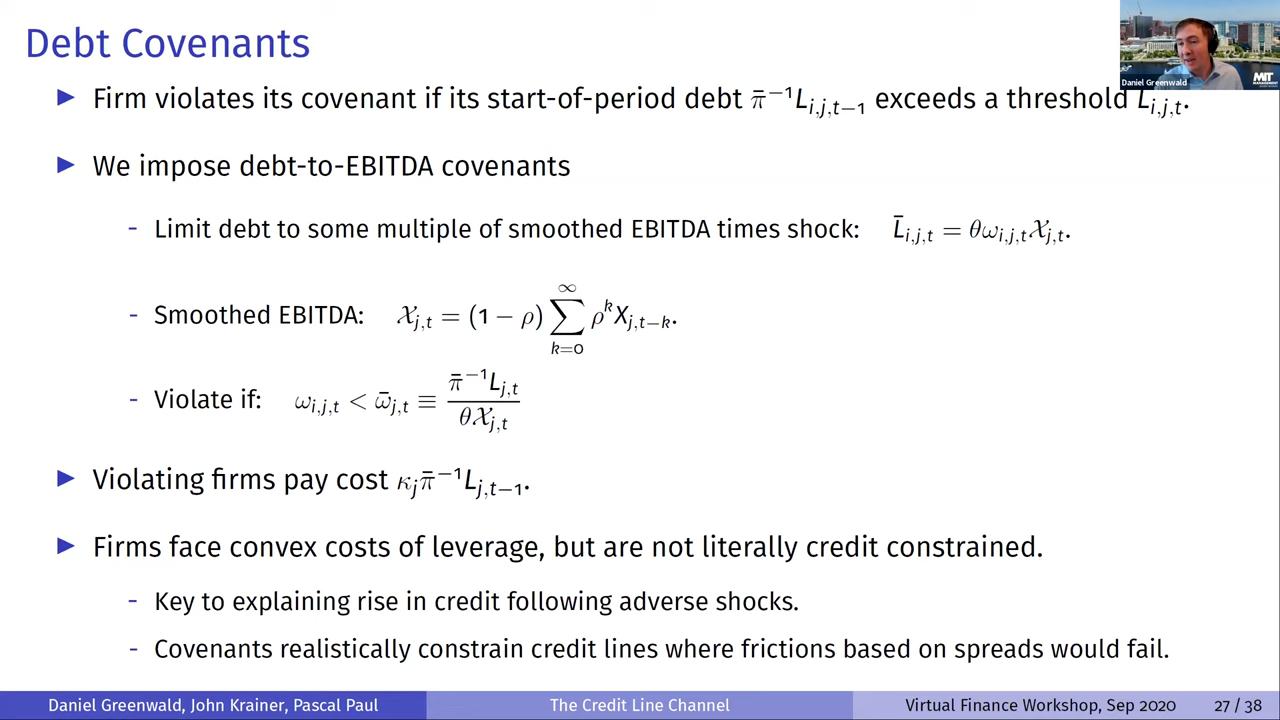 Debt Covenants
Daniel Greenwald
MIT
MANAGEMENT
▶ Firm violates its covenant if its start-of-period debt π̄⁻¹L_{i,j,t−1} exceeds a threshold L̄_{i,j,t}.
▶ We impose debt-to-EBITDA covenants
- Limit debt to some multiple of smoothed EBITDA times shock: L̄_{i,j,t} = θω_{i,j,t}𝒳_{j,t}.
- Smoothed EBITDA: 𝒳_{j,t} = (1 − ρ) ∑_{k=0}^{∞} ρ^k X_{j,t−k}.
- Violate if: ω_{i,j,t} < ω̄_{j,t} ≡ π̄⁻¹L_{j,t} / θ𝒳_{j,t}
▶ Violating firms pay cost κ_j π̄⁻¹L_{j,t−1}.
▶ Firms face convex costs of leverage, but are not literally credit constrained.
- Key to explaining rise in credit following adverse shocks.
- Covenants realistically constrain credit lines where frictions based on spreads would fail.
Daniel Greenwald, John Krainer, Pascal Paul The Credit Line Channel Virtual Finance Workshop, Sep 2020 27 / 38